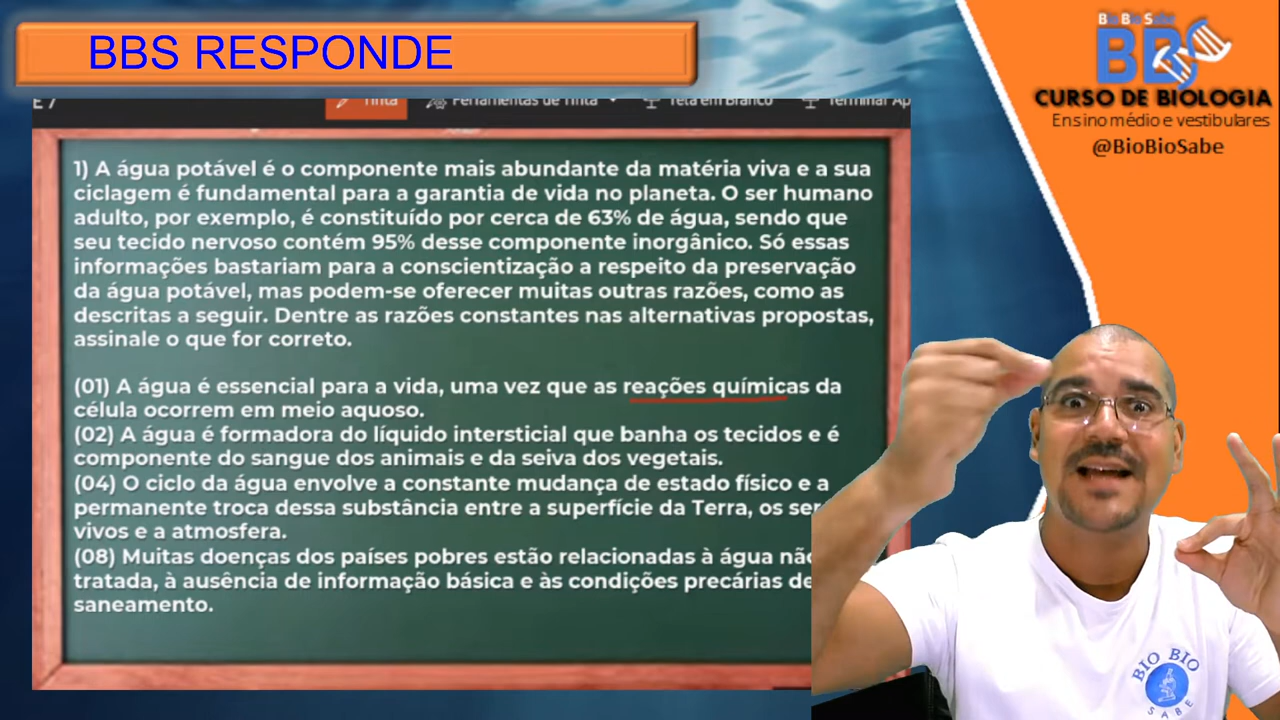 BBS RESPONDE
Bio Bio Sabe
BBS
CURSO DE BIOLOGIA
Ensino médio e vestibulares
@BioBioSabe
Tinta
Ferramentas de Tinta
Tela em Branco
Terminar Ap
1) A água potável é o componente mais abundante da matéria viva e a sua
ciclagem é fundamental para a garantia de vida no planeta. O ser humano
adulto, por exemplo, é constituído por cerca de 63% de água, sendo que
seu tecido nervoso contém 95% desse componente inorgânico. Só essas
informações bastariam para a conscientização a respeito da preservação
da água potável, mas podem-se oferecer muitas outras razões, como as
descritas a seguir. Dentre as razões constantes nas alternativas propostas,
assinale o que for correto.
(01) A água é essencial para a vida, uma vez que as reações químicas da
célula ocorrem em meio aquoso.
(02) A água é formadora do líquido intersticial que banha os tecidos e é
componente do sangue dos animais e da seiva dos vegetais.
(04) O ciclo da água envolve a constante mudança de estado físico e a
permanente troca dessa substância entre a superfície da Terra, os ser
vivos e a atmosfera.
(08) Muitas doenças dos países pobres estão relacionadas à água nã
tratada, à ausência de informação básica e às condições precárias de
saneamento.
BIO BIO
SABE